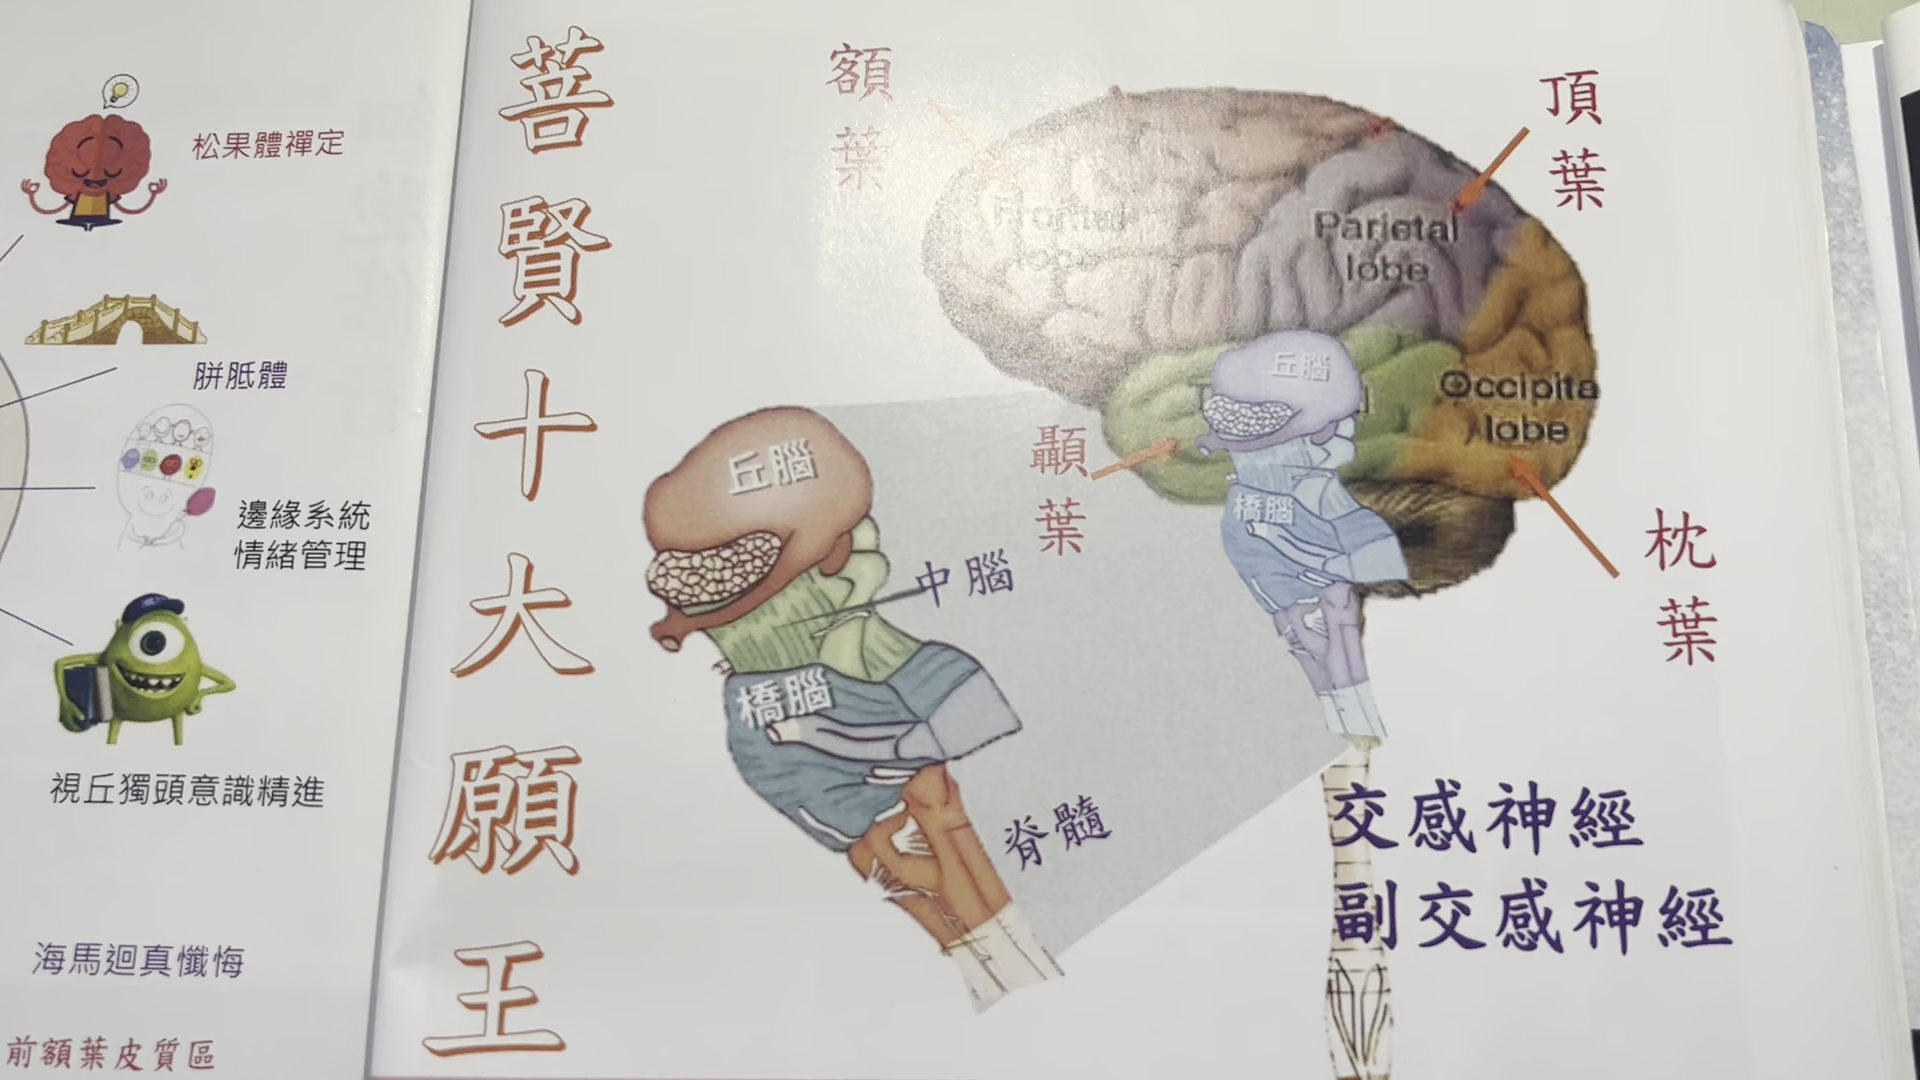 松果體禪定
胼胝體
邊緣系統
情緒管理
視丘獨頭意識精進
海馬迴真懺悔
前額葉皮質區
菩賢十大願王
額葉
頂葉
Frontal
lobe
Parietal
lobe
Occipita
lobe
丘腦
橋腦
顳葉
枕葉
丘腦
中腦
橋腦
脊髓
交感神經
副交感神經